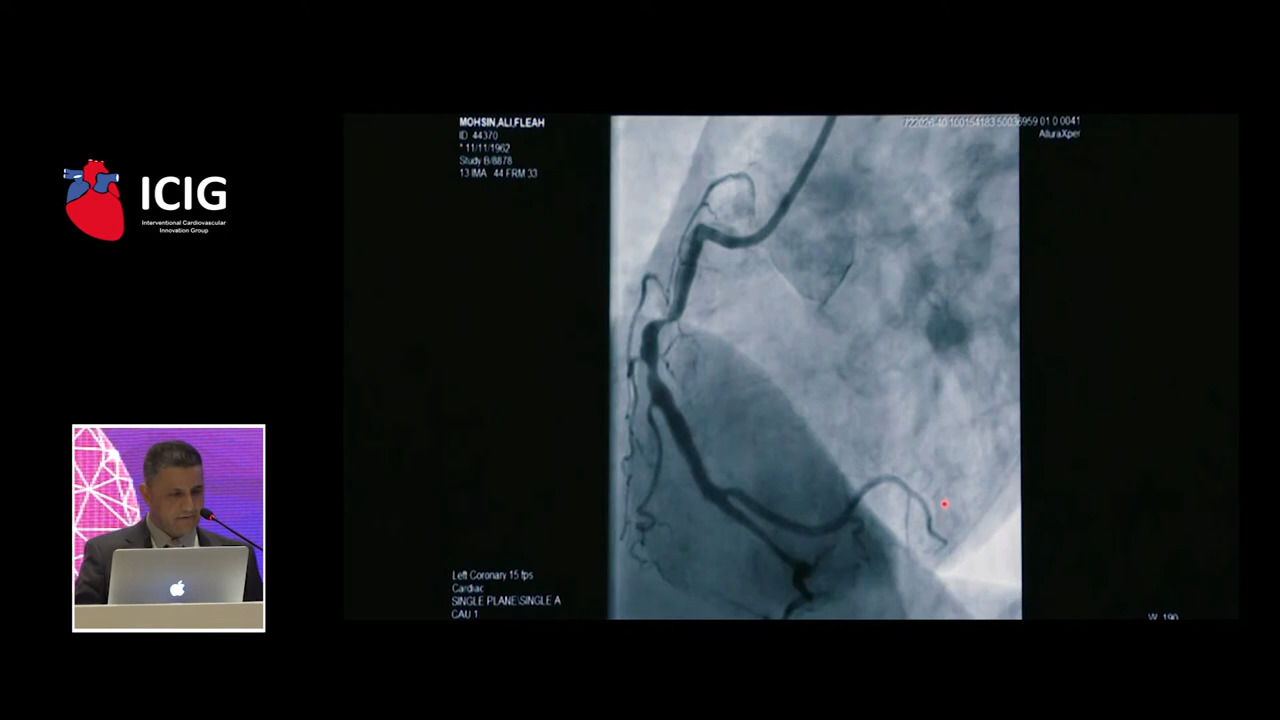 ICIG
Interventional Cardiovascular
Innovation Group
MOHSIN,ALI,FLEAH
ID 44370
* 11/11/1962
Study B/8878
13 IMA 44 FRM 33
AlluraXper
Left Coronary 15 fps
Cardiac
SINGLE PLANE\SINGLE A
CAU 1
W 190